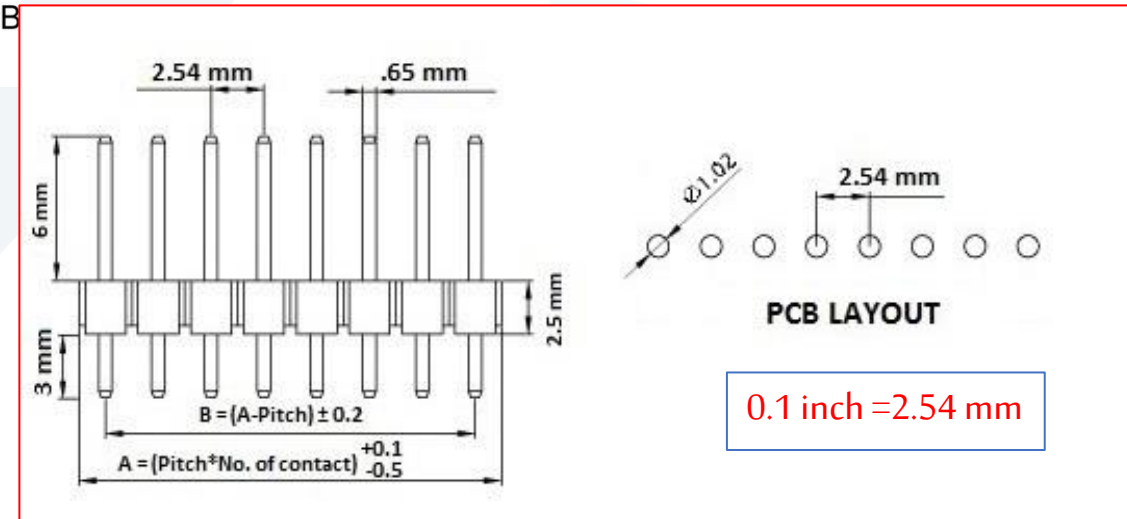 B
2.54 mm
.65 mm
6 mm
2.5 mm
3 mm
B = (A-Pitch) ± 0.2
A = (Pitch*No. of contact) +0.1 -0.5
Ø1.02
2.54 mm
PCB LAYOUT
0.1 inch =2.54 mm